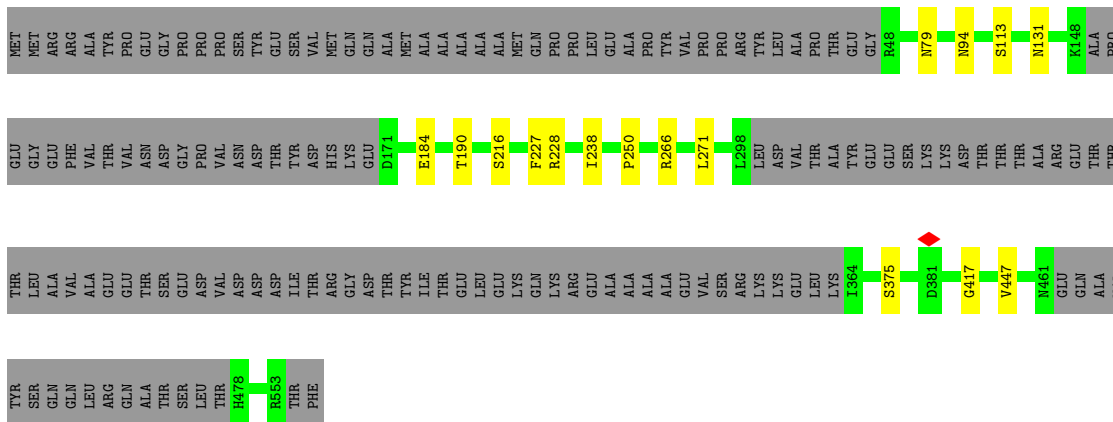 MET MET ARG ARG ALA TYR PRO GLU GLY PRO PRO PRO SER TYR GLU SER VAL MET GLN GLN ALA MET ALA ALA ALA ALA ALA MET GLN PRO PRO LEU GLU ALA PRO TYR VAL PRO PRO ARG TYR LEU ALA PRO THR GLU GLY R48 N79 N94 S113 N131 K148 ALA PRO
GLU GLY GLU PHE VAL THR VAL ASN ASP GLY PRO VAL ASN ASP THR TYR ASP HIS LYS GLU D171 E184 T190 S216 F227 R228 I238 P250 R266 L271 L298 LEU ASP VAL THR ALA TYR GLU GLU SER LYS LYS ASP THR THR THR ALA ARG GLU THR THR
THR LEU ALA VAL ALA GLU GLU THR SER GLU ASP VAL ASP ASP ASP ILE THR ARG GLY ASP THR TYR ILE THR GLU LEU GLU LYS GLN LYS ARG GLU ALA ALA ALA ALA GLU VAL SER ARG LYS LYS GLU LEU LYS I364 S375 D381 G417 V447 N461 GLU GLN ALA
TYR SER GLN GLN LEU ARG GLN ALA THR SER LEU THR H478 R553 THR PHE